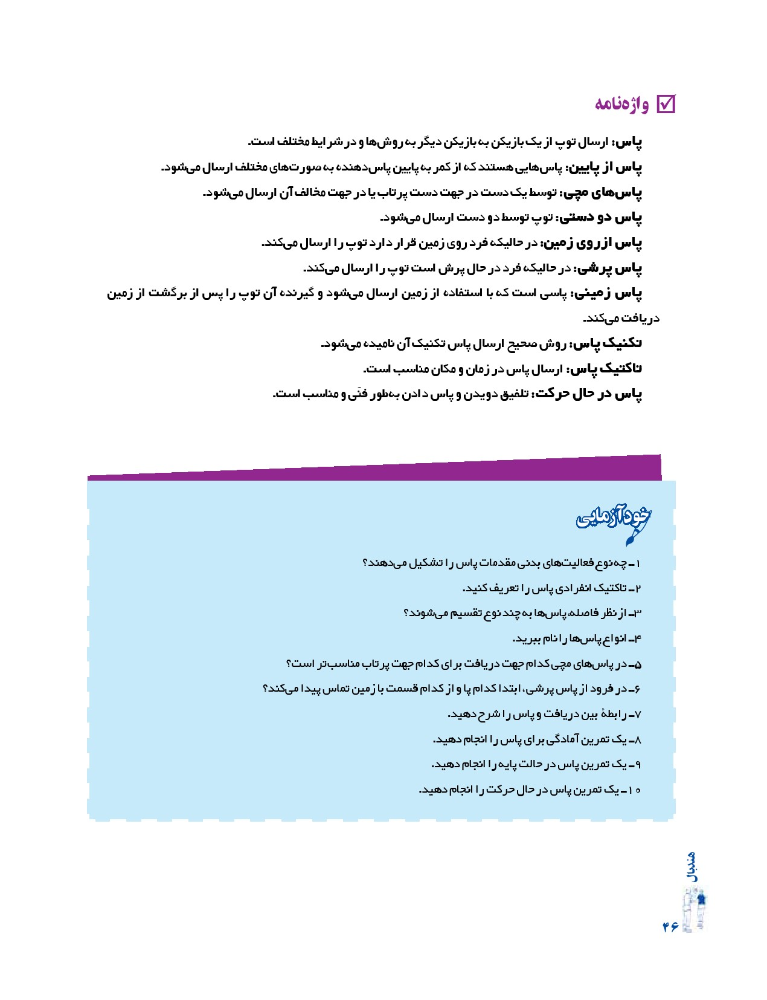 واژه‌نامه
پاس: ارسال توپ از یک بازیکن به بازیکن دیگر به روش‌ها و در شرایط مختلف است.
پاس از پایین: پاس‌هایی هستند که از کمر به پایین پاس‌دهنده به صورت‌های مختلف ارسال می‌شود.
پاس‌های مچی: توسط یک دست در جهت دست پرتاب یا در جهت مخالف آن ارسال می‌شود.
پاس دو دستی: توپ توسط دو دست ارسال می‌شود.
پاس ازروی زمین: در حالیکه فرد روی زمین قرار دارد توپ را ارسال می‌کند.
پاس پرشی: در حالیکه فرد در حال پرش است توپ را ارسال می‌کند.
پاس زمینی: پاسی است که با استفاده از زمین ارسال می‌شود و گیرنده آن توپ را پس از برگشت از زمین
دریافت می‌کند.
تکنیک پاس: روش صحیح ارسال پاس تکنیک آن نامیده می‌شود.
تاکتیک پاس: ارسال پاس در زمان و مکان مناسب است.
پاس در حال حرکت: تلفیق دویدن و پاس دادن به‌طور فنّی و مناسب است.
خودآزمایی
۱ـ چه نوع فعالیت‌های بدنی مقدمات پاس را تشکیل می‌دهند؟
۲ـ تاکتیک انفرادی پاس را تعریف کنید.
۳ـ از نظر فاصله، پاس‌ها به چند نوع تقسیم می‌شوند؟
۴ـ انواع پاس‌ها را نام ببرید.
۵ـ در پاس‌های مچی کدام جهت دریافت برای کدام جهت پرتاب مناسب‌تر است؟
۶ـ در فرود از پاس پرشی، ابتدا کدام پا و از کدام قسمت با زمین تماس پیدا می‌کند؟
۷ـ رابطهٔ بین دریافت و پاس را شرح دهید.
۸ـ یک تمرین آمادگی برای پاس را انجام دهید.
۹ـ یک تمرین پاس در حالت پایه را انجام دهید.
۱۰ـ یک تمرین پاس در حال حرکت را انجام دهید.
هندبال
۴۶